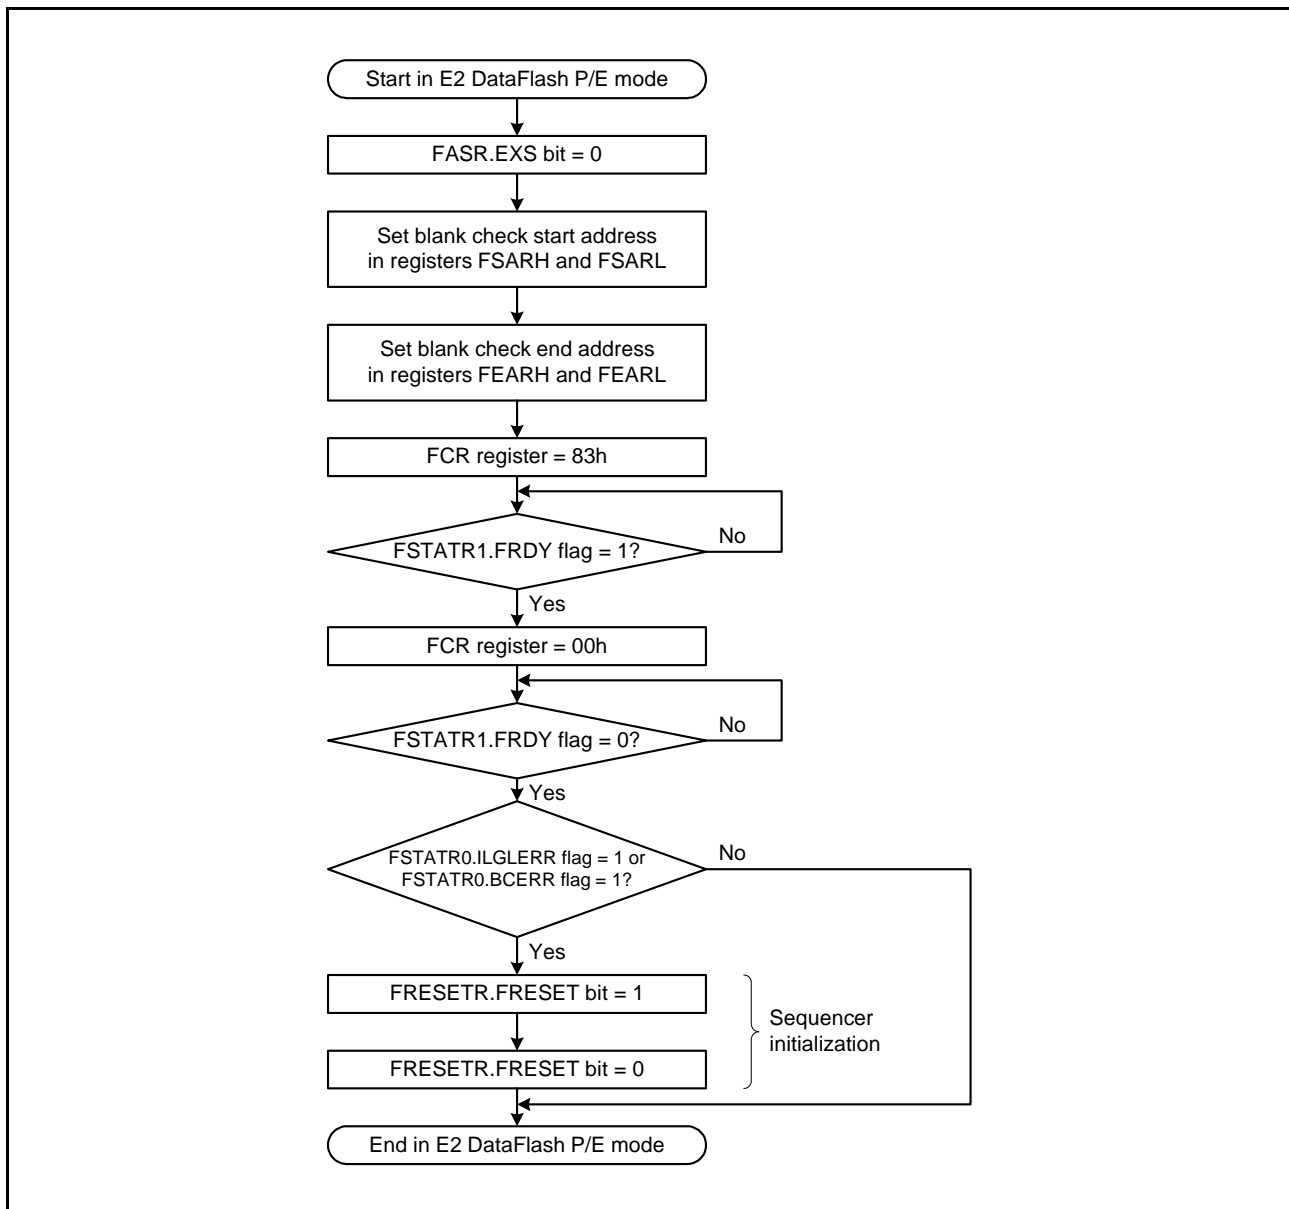 Start in E2 DataFlash P/E mode
FASR.EXS bit = 0
Set blank check start address
in registers FSARH and FSARL
Set blank check end address
in registers FEARH and FEARL
FCR register = 83h
FSTATR1.FRDY flag = 1?
No
Yes
FCR register = 00h
FSTATR1.FRDY flag = 0?
No
Yes
FSTATR0.ILGLERR flag = 1 or
FSTATR0.BCERR flag = 1?
No
Yes
FRESETR.FRESET bit = 1
FRESETR.FRESET bit = 0
Sequencer
initialization
End in E2 DataFlash P/E mode